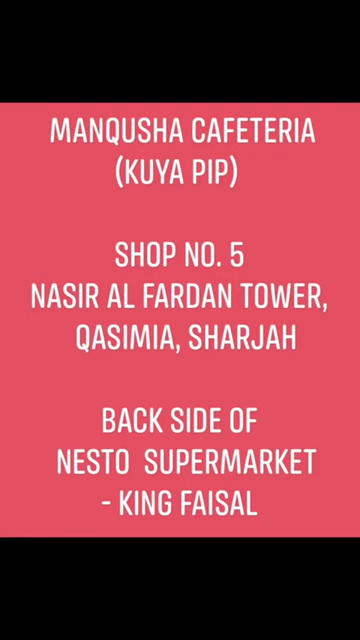 MANQUSHA CAFETERIA
(KUYA PIP)
SHOP NO. 5
NASIR AL FARDAN TOWER,
QASIMIA, SHARJAH
BACK SIDE OF
NESTO SUPERMARKET
- KING FAISAL